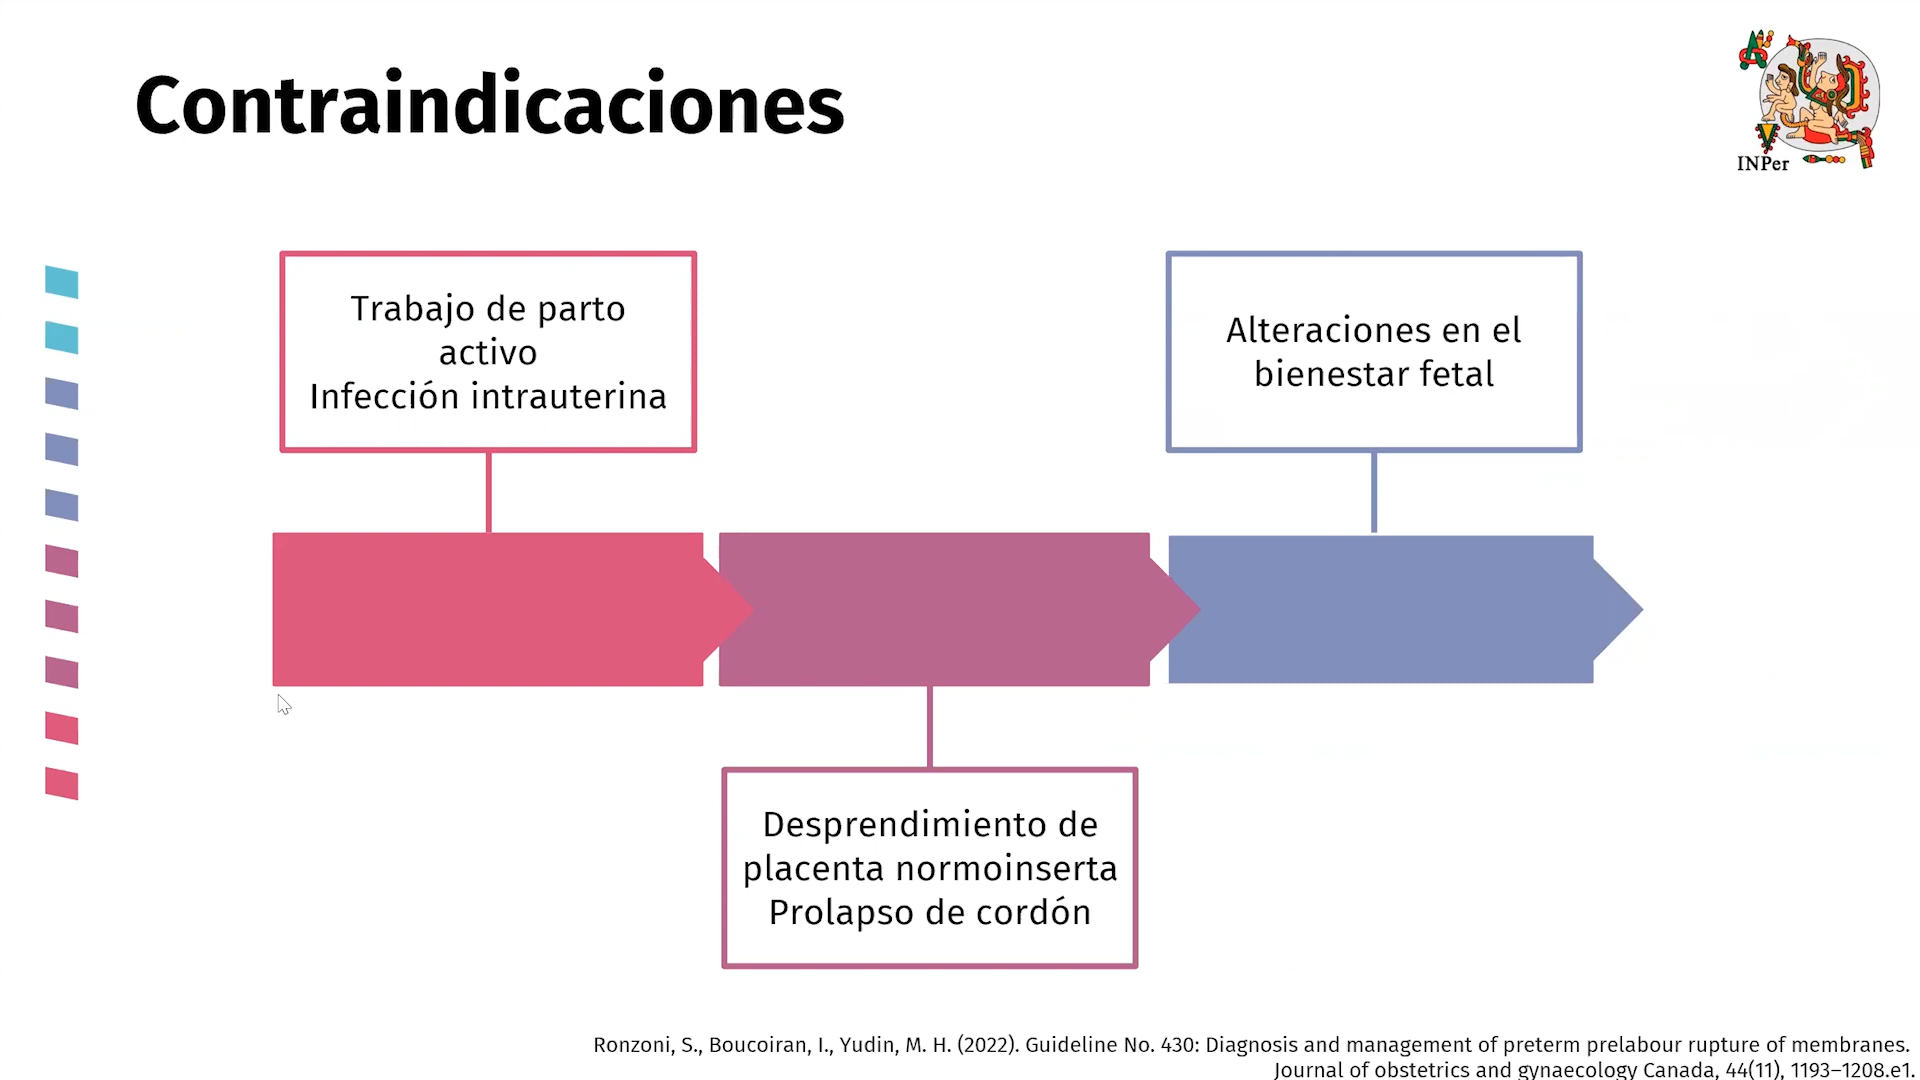 Contraindicaciones
INPer
Trabajo de parto
activo
Infección intrauterina
Alteraciones en el
bienestar fetal
Desprendimiento de
placenta normoinserta
Prolapso de cordón
Ronzoni, S., Boucoiran, I., Yudin, M. H. (2022). Guideline No. 430: Diagnosis and management of preterm prelabour rupture of membranes.
Journal of obstetrics and gynaecology Canada, 44(11), 1193–1208.e1.